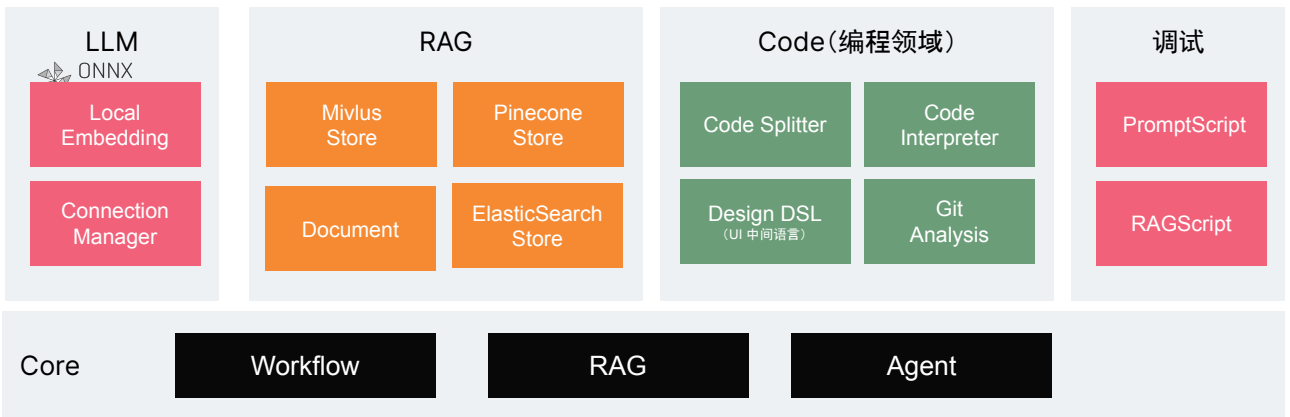 LLM
ONNX
Local
Embedding
Connection
Manager
RAG
Mivlus
Store
Pinecone
Store
Document
ElasticSearch
Store
Code(编程领域)
Code Splitter
Code
Interpreter
Design DSL
(UI 中间语言)
Git
Analysis
调试
PromptScript
RAGScript
Core
Workflow
RAG
Agent